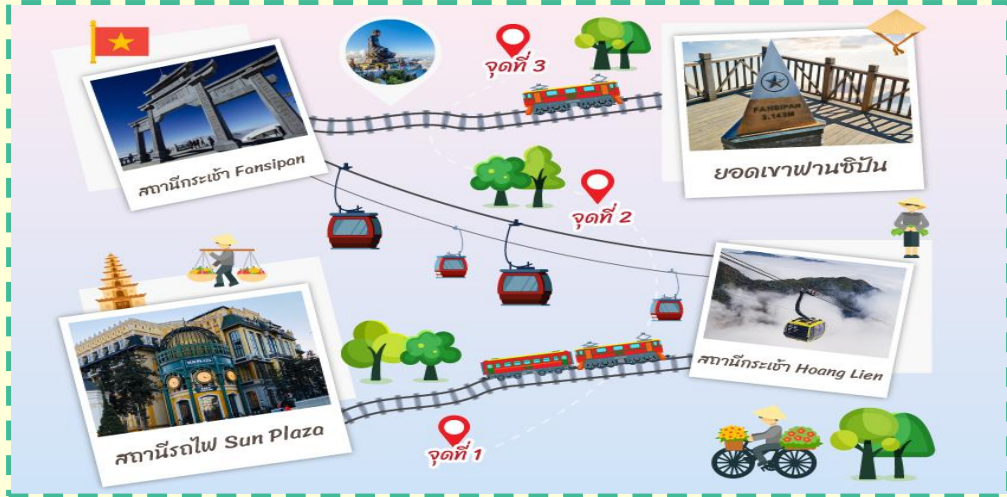 จุดที่ 3
สถานีกระเช้า Fansipan
FANSIPAN
3.143M
ยอดเขาฟานซิปัน
จุดที่ 2
สถานีรถไฟ Sun Plaza
สถานีกระเช้า Hoang Lien
จุดที่ 1